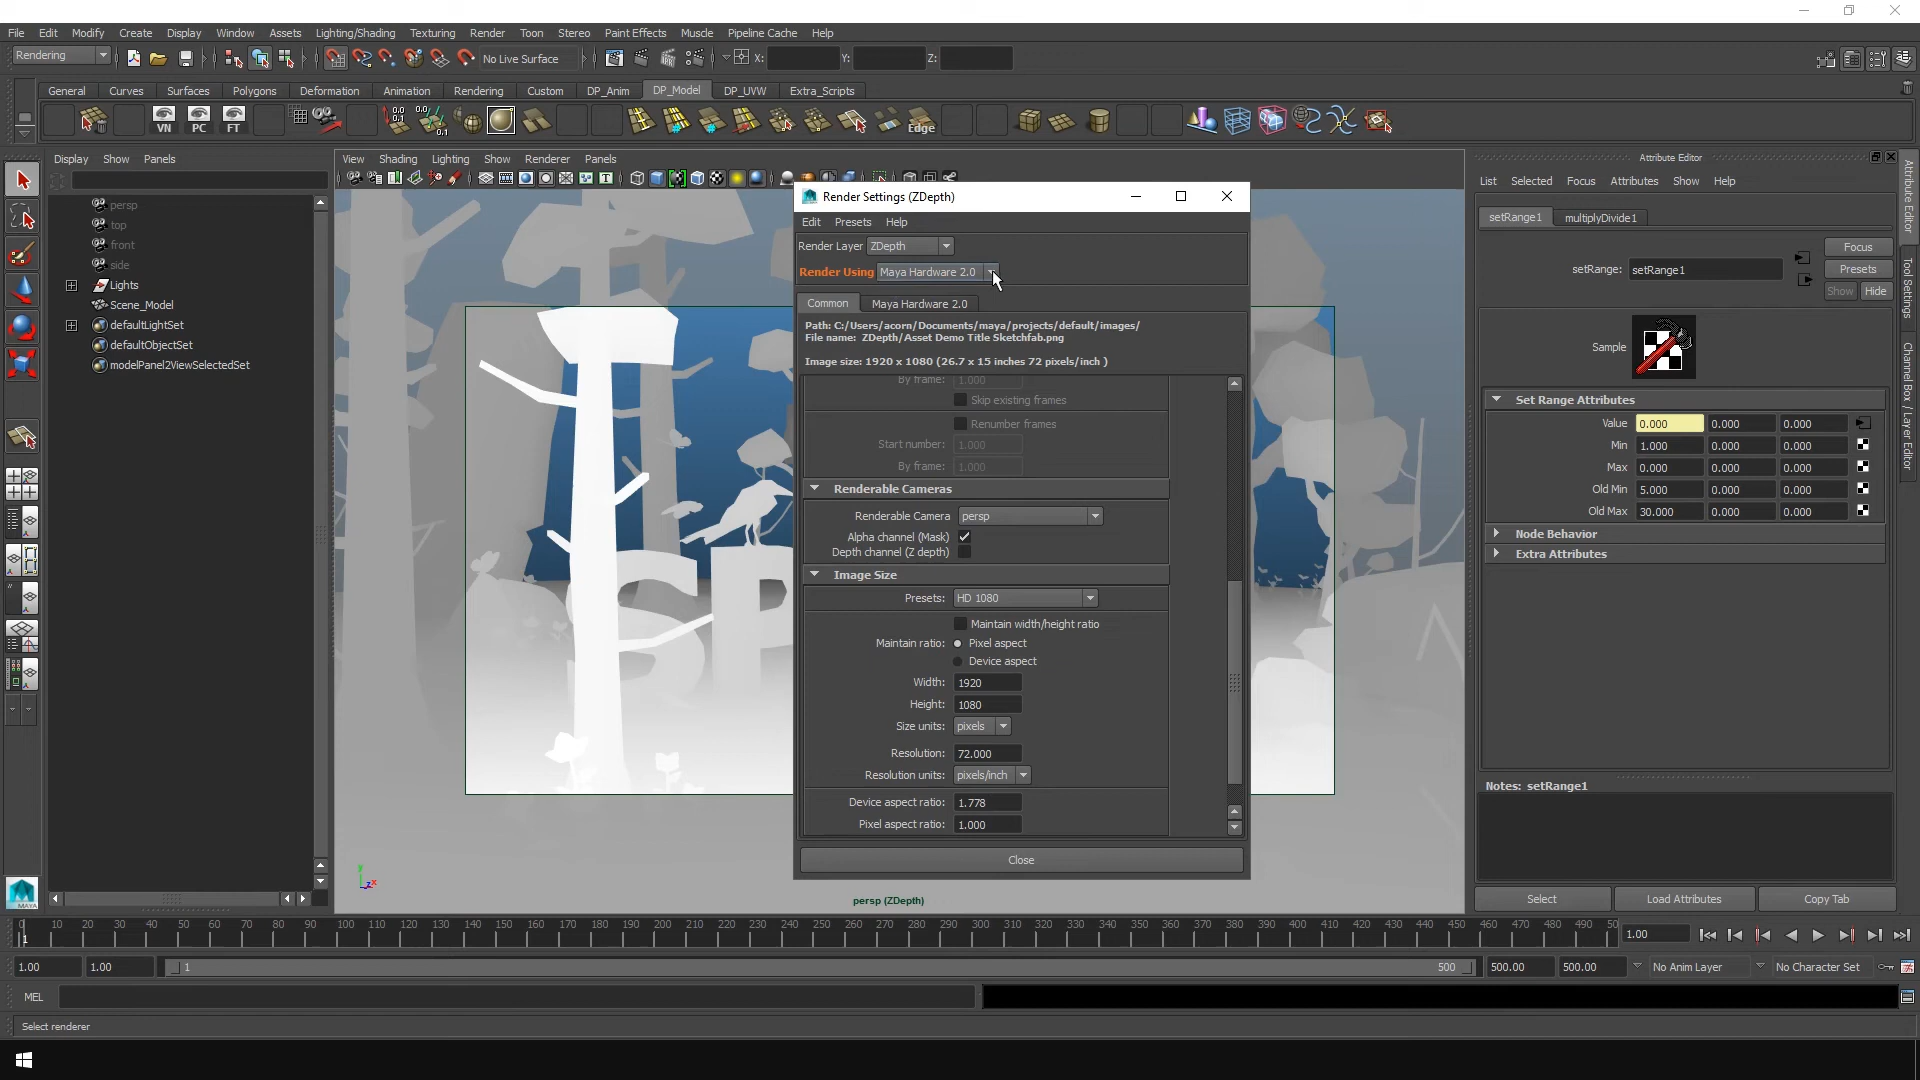 File Edit Modify Create Display Window Assets Lighting/Shading Texturing Render Toon Stereo Paint Effects Muscle Pipeline Cache Help
Rendering No Live Surface X: Y: Z:
General Curves Surfaces Polygons Deformation Animation Rendering Custom DP_Anim DP_Model DP_UVW Extra_Scripts
VN PC FT 0.1 Edge
Display Show Panels
persp
top
front
side
Lights
Scene_Model
defaultLightSet
defaultObjectSet
modelPanel2ViewSelectedSet
View Shading Lighting Show Renderer Panels
SP
persp (ZDepth)
Render Settings (ZDepth)
Edit Presets Help
Render Layer ZDepth
Render Using Maya Hardware 2.0
Common Maya Hardware 2.0
Path: C:/Users/acorn/Documents/maya/projects/default/images/
File name: ZDepth/Asset Demo Title Sketchfab.png
Image size: 1920 x 1080 (26.7 x 15 inches 72 pixels/inch )
By frame: 1.000
Skip existing frames
Renumber frames
Start number: 1.000
By frame: 1.000
Renderable Cameras
Renderable Camera persp
Alpha channel (Mask)
Depth channel (Z depth)
Image Size
Presets: HD 1080
Maintain width/height ratio
Maintain ratio: Pixel aspect
Device aspect
Width: 1920
Height: 1080
Size units: pixels
Resolution: 72.000
Resolution units: pixels/inch
Device aspect ratio: 1.778
Pixel aspect ratio: 1.000
Close
Attribute Editor
List Selected Focus Attributes Show Help
setRange1 multiplyDivide1
Focus
setRange: setRange1 Presets
Show Hide
Sample
Set Range Attributes
Value 0.000 0.000 0.000
Min 1.000 0.000 0.000
Max 0.000 0.000 0.000
Old Min 5.000 0.000 0.000
Old Max 30.000 0.000 0.000
Node Behavior
Extra Attributes
Notes: setRange1
Select Load Attributes Copy Tab
Attribute Editor
Tool Settings
Channel Box / Layer Editor
MAYA
0 10 20 30 40 50 60 70 80 90 100 110 120 130 140 150 160 170 180 190 200 210 220 230 240 250 260 270 280 290 300 310 320 330 340 350 360 370 380 390 400 410 420 430 440 450 460 470 480 490 50
1 1.00
1.00 1.00 1 500 500.00 500.00 No Anim Layer No Character Set
MEL
Select renderer